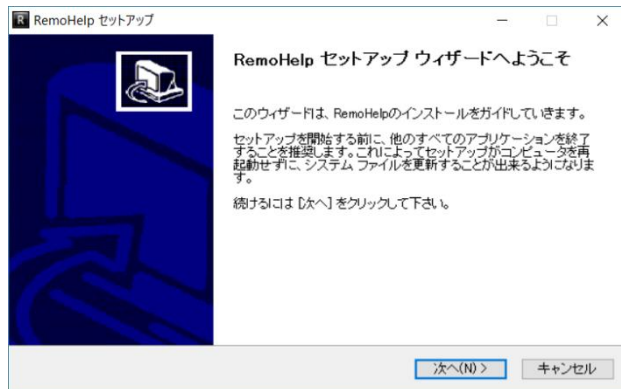 R RemoHelp セットアップ
RemoHelp セットアップ ウィザードへようこそ
このウィザードは、RemoHelpのインストールをガイドしていきます。
セットアップを開始する前に、他のすべてのアプリケーションを終了
することを推奨します。これによってセットアップがコンピュータを再
起動せずに、システム ファイルを更新することが出来るようになりま
す。
続けるには [次へ] をクリックして下さい。
次へ(N) > キャンセル